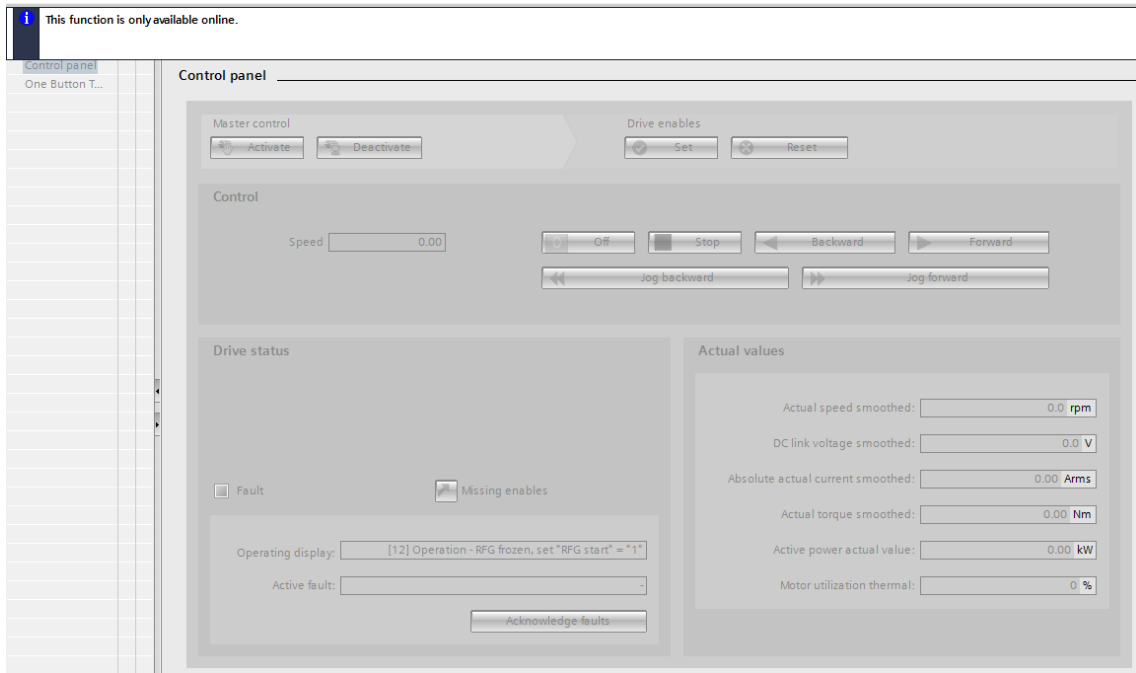 This function is only available online.
Control panel
One Button T...
Control panel
Master control
Activate
Deactivate
Drive enables
Set
Reset
Control
Speed 0.00
Off
Stop
Backward
Forward
Jog backward
Jog forward
Drive status
Fault
Missing enables
Operating display: [12] Operation - RFG frozen, set "RFG start" = "1"
Active fault: -
Acknowledge faults
Actual values
Actual speed smoothed: 0.0 rpm
DC link voltage smoothed: 0.0 V
Absolute actual current smoothed: 0.00 Arms
Actual torque smoothed: 0.00 Nm
Active power actual value: 0.00 kW
Motor utilization thermal: 0 %